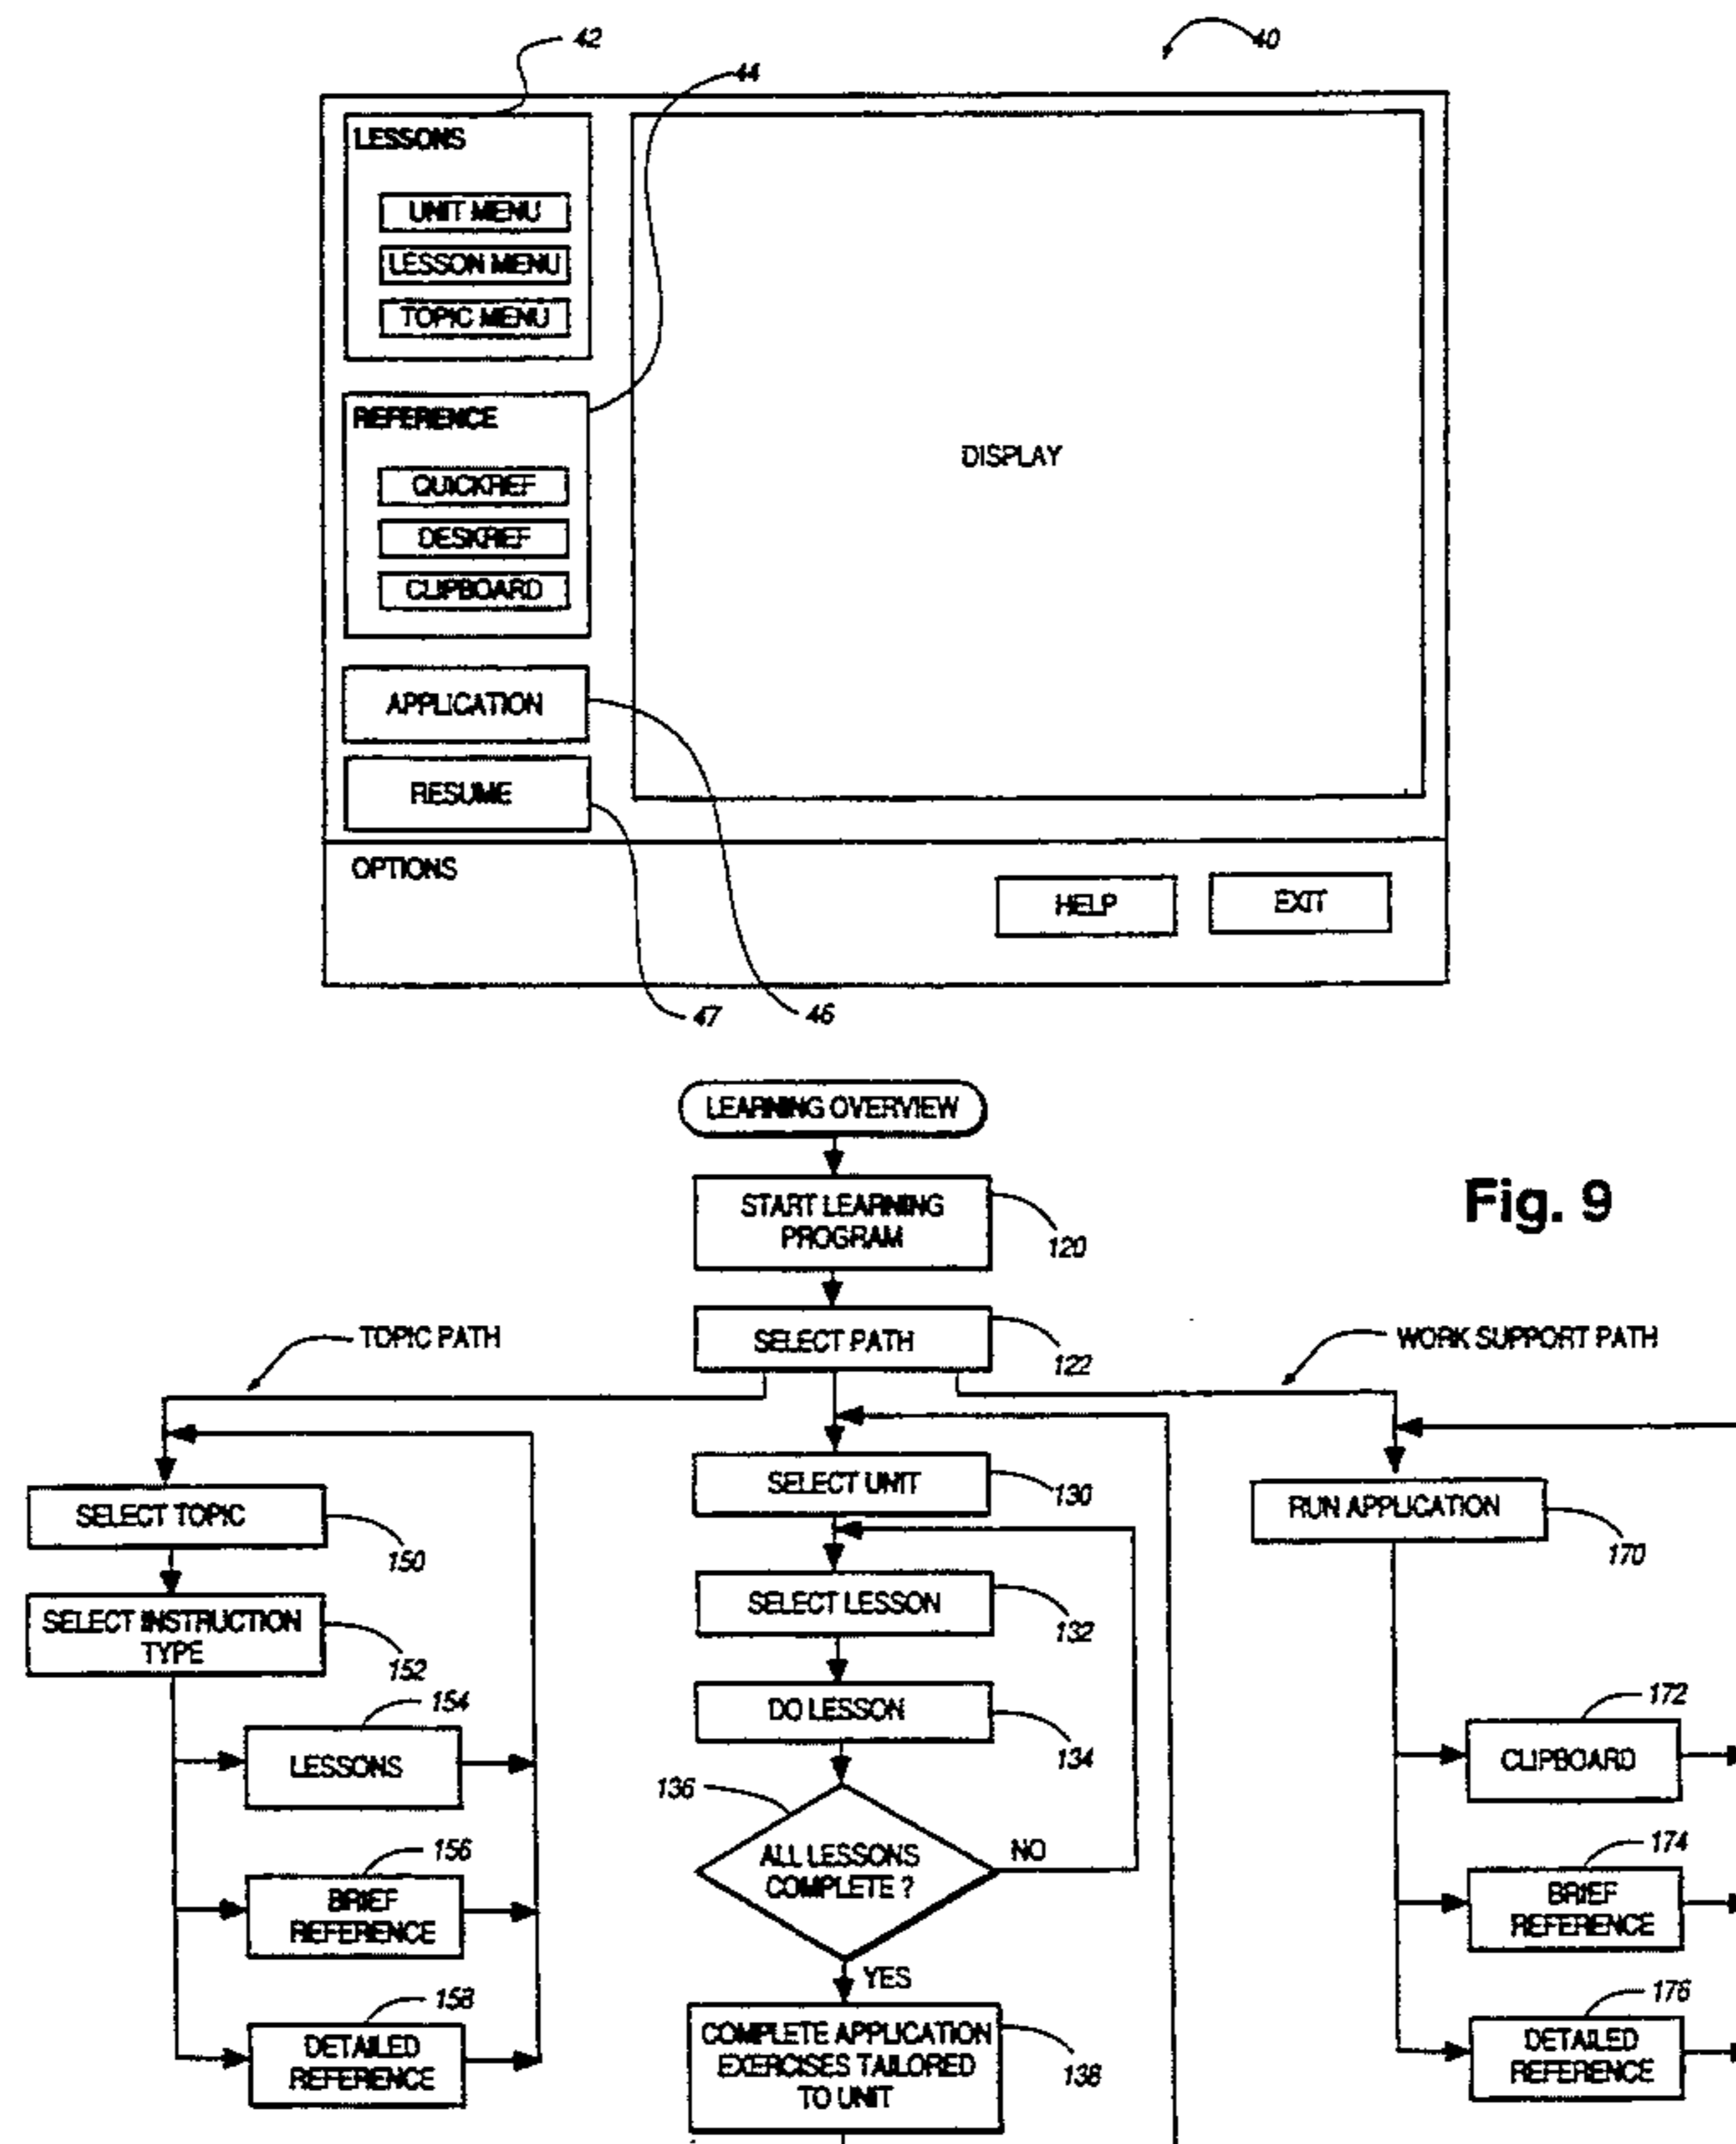 42
40
44
LESSONS
UNIT MENU
LESSON MENU
TOPIC MENU
REFERENCE
QUICKREF
DESKREF
CLIPBOARD
DISPLAY
APPLICATION
RESUME
OPTIONS
HELP
EXIT
47
46
LEARNING OVERVIEW
START LEARNING
PROGRAM
120
Fig. 9
SELECT PATH
122
TOPIC PATH
WORK SUPPORT PATH
SELECT TOPIC
150
SELECT INSTRUCTION
TYPE
152
154
LESSONS
156
BRIEF
REFERENCE
158
DETAILED
REFERENCE
SELECT UNIT
130
SELECT LESSON
132
DO LESSON
134
136
ALL LESSONS
COMPLETE ?
NO
YES
COMPLETE APPLICATION
EXERCISES TAILORED
TO UNIT
138
RUN APPLICATION
170
172
CLIPBOARD
174
BRIEF
REFERENCE
176
DETAILED
REFERENCE